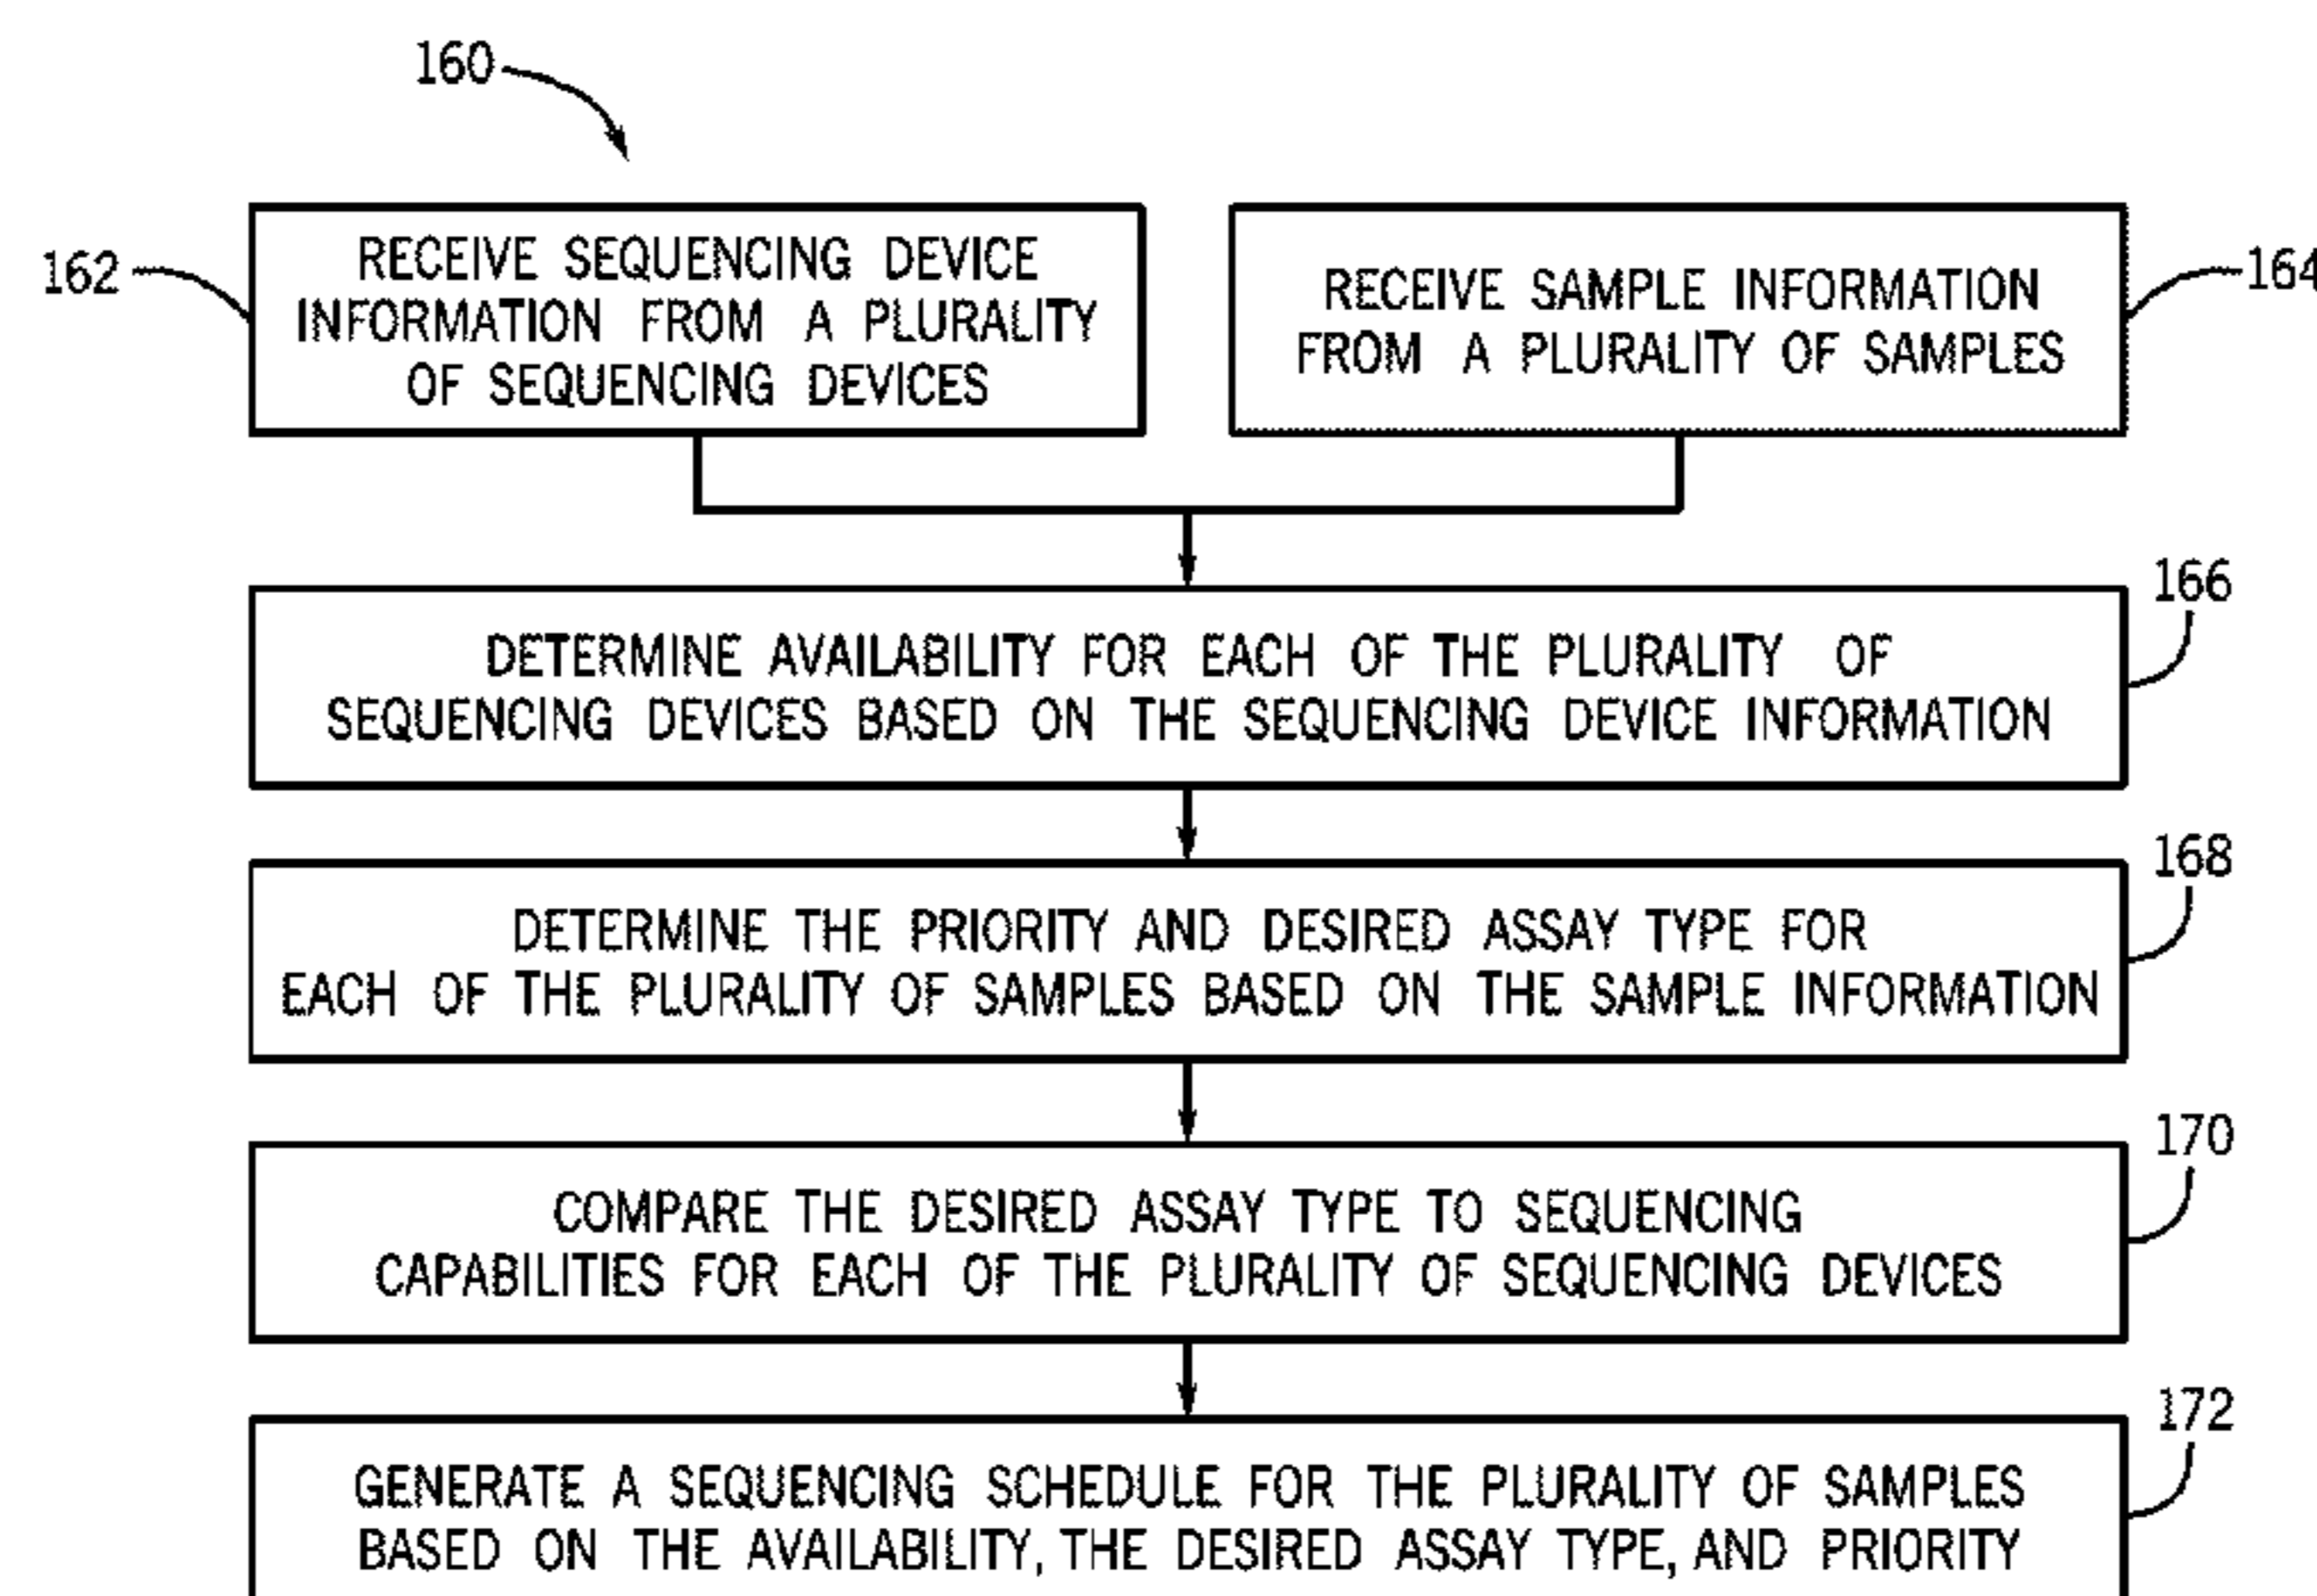 160
162
RECEIVE SEQUENCING DEVICE
INFORMATION FROM A PLURALITY
OF SEQUENCING DEVICES
RECEIVE SAMPLE INFORMATION
FROM A PLURALITY OF SAMPLES
164
166
DETERMINE AVAILABILITY FOR EACH OF THE PLURALITY OF
SEQUENCING DEVICES BASED ON THE SEQUENCING DEVICE INFORMATION
168
DETERMINE THE PRIORITY AND DESIRED ASSAY TYPE FOR
EACH OF THE PLURALITY OF SAMPLES BASED ON THE SAMPLE INFORMATION
170
COMPARE THE DESIRED ASSAY TYPE TO SEQUENCING
CAPABILITIES FOR EACH OF THE PLURALITY OF SEQUENCING DEVICES
172
GENERATE A SEQUENCING SCHEDULE FOR THE PLURALITY OF SAMPLES
BASED ON THE AVAILABILITY, THE DESIRED ASSAY TYPE, AND PRIORITY